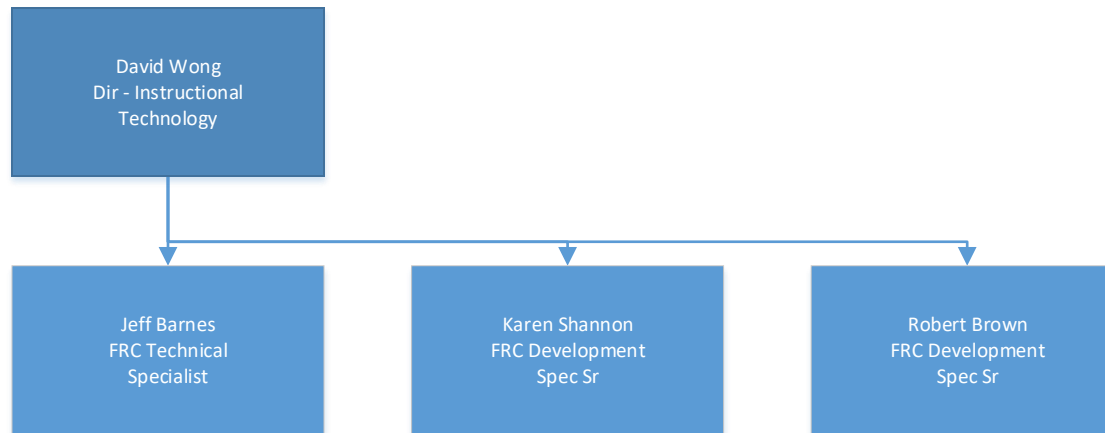 David Wong
Dir - Instructional
Technology
Jeff Barnes
FRC Technical
Specialist
Karen Shannon
FRC Development
Spec Sr
Robert Brown
FRC Development
Spec Sr